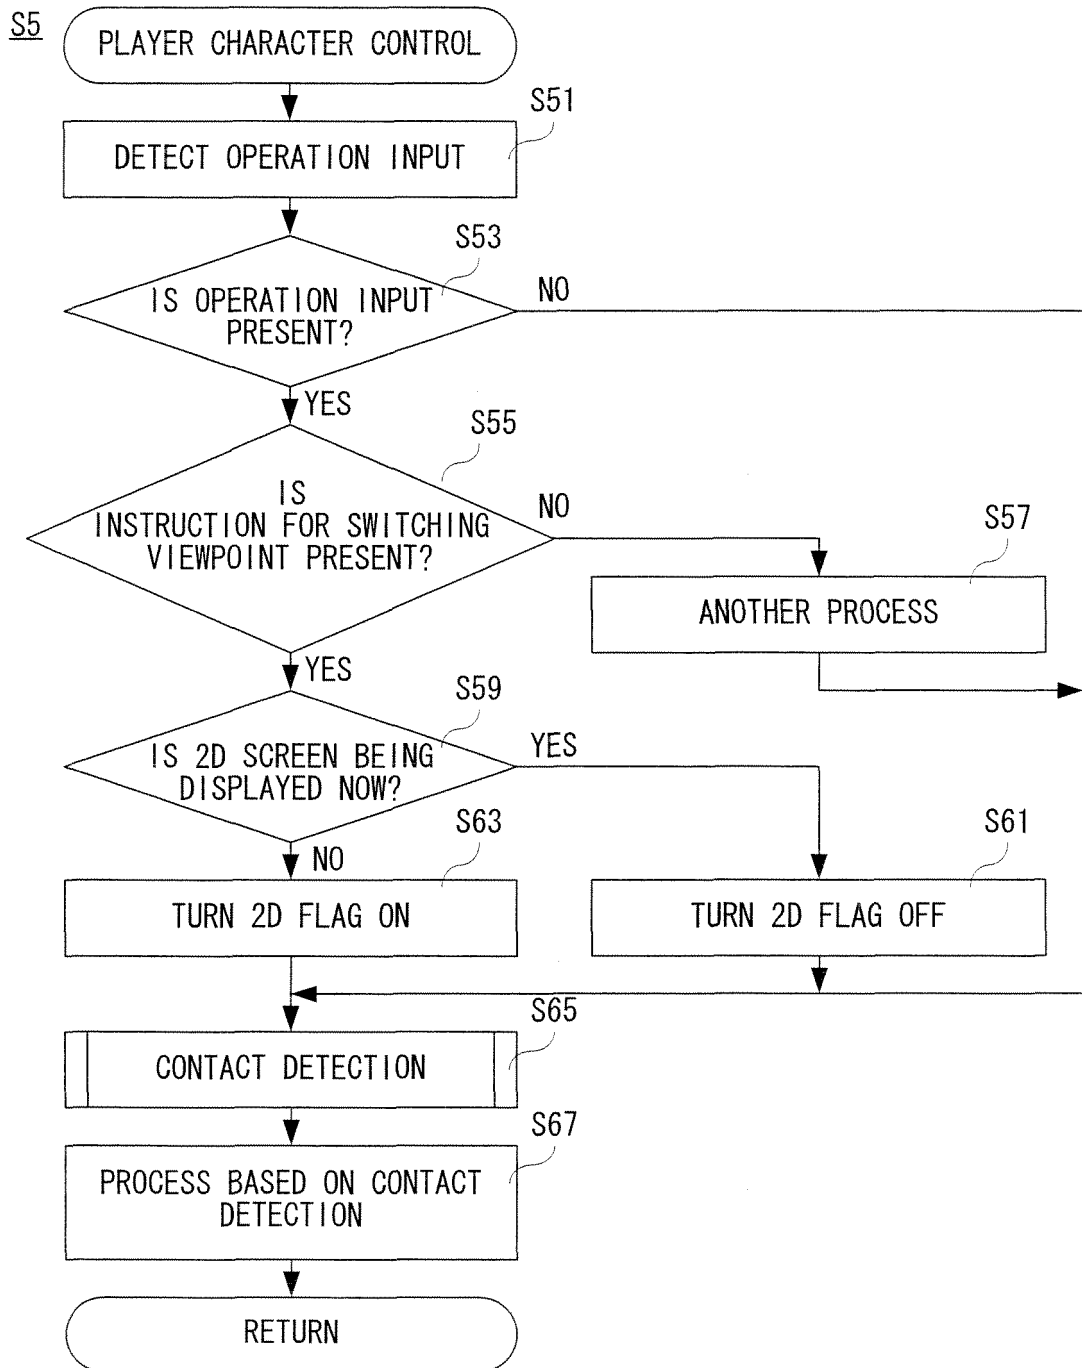 S5
PLAYER CHARACTER CONTROL
S51
DETECT OPERATION INPUT
S53
IS OPERATION INPUT
PRESENT?
NO
YES
S55
IS
INSTRUCTION FOR SWITCHING
VIEWPOINT PRESENT?
NO
S57
ANOTHER PROCESS
YES
S59
IS 2D SCREEN BEING
DISPLAYED NOW?
YES
S63
NO
S61
TURN 2D FLAG ON
TURN 2D FLAG OFF
S65
CONTACT DETECTION
S67
PROCESS BASED ON CONTACT
DETECTION
RETURN